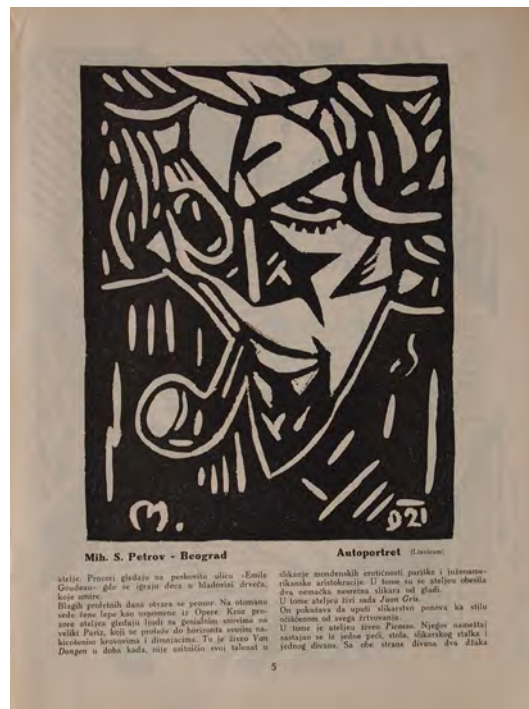 M. 921
Mih. S. Petrov - Beograd
Autoportret (Linoleum)
atelje. Prozori gledaju na peskovitu ulicu »Emile
Goudeau« gde se igraju deca u hladovini drveća,
koje umire.
Blagih proletnih dana otvara se prozor. Na otomanu
sede žene lepe kao uspomene iz Opere. Kroz pro-
zore ateljea gledaju ljudi sa genialnim snovima na
veliki Pariz, koji se proteže do horizonta svojim na-
kicotenim krovovima i dimnjacima. Tu je živeo Van
Dongen u doba kada, nije usitničio svoj talenat u
slikanje mondenskih erotičnosti pariške i južnoame-
rikanske aristokracije. U tome su se ateljeu obesila
dva nemačka nesretna slikara od gladi.
U tome ateljeu živi sada Juan Gris.
On pokušava da uputi slikarstvo ponova ka stilu
očišćenom od svega žrtvovanja.
U tome je ateljeu živeo Picasso. Njegov nameštaj
sastajao se iz jedne peći, stola, slikarskog stalka i
jednog divana. Sa obe strane divana dva džaka
5